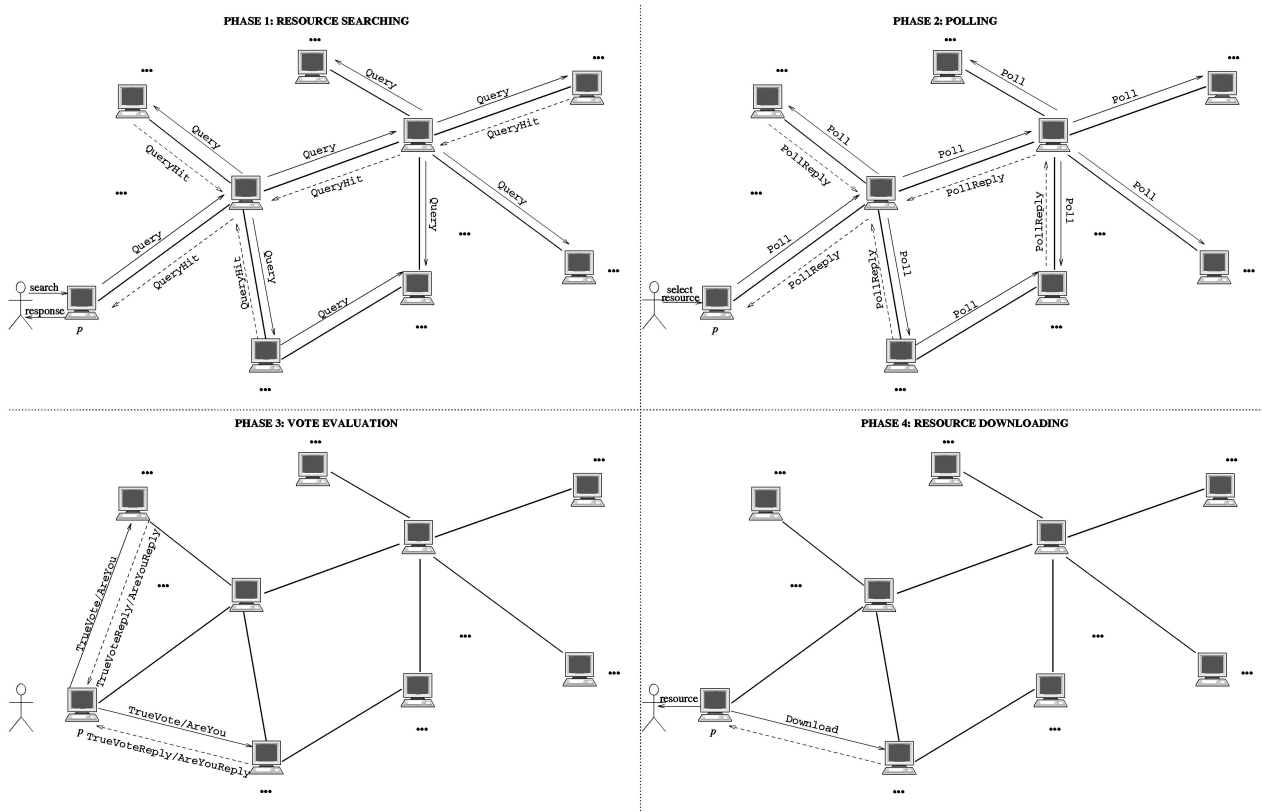 PHASE 1: RESOURCE SEARCHING
...
...
...
Query
Query
Query
QueryHit
Query
QueryHit
QueryHit
Query
...
Query
Query
...
Query
QueryHit
Query
QueryHit
...
search
response
Query
p
...
...
PHASE 2: POLLING
...
...
...
Poll
Poll
Poll
Poll
PollReply
PollReply
Poll
...
PollReply
Poll
...
Poll
PollReply
Poll
PollReply
...
select
resource
Poll
p
...
...
PHASE 3: VOTE EVALUATION
...
...
...
TrueVote/AreYou
TrueVoteReply/AreYouReply
...
...
...
p
TrueVote/AreYou
TrueVoteReply/AreYouReply
...
...
PHASE 4: RESOURCE DOWNLOADING
...
...
...
...
...
...
resource
p
Download
...
...